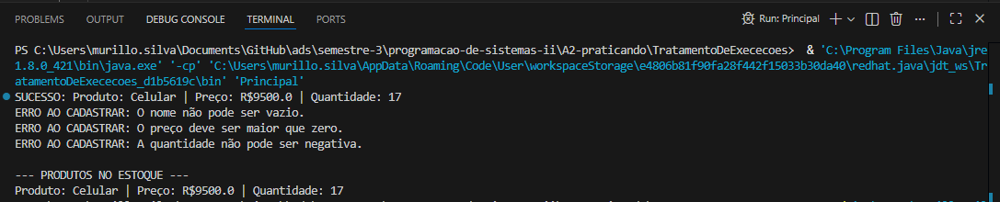 PROBLEMS OUTPUT DEBUG CONSOLE TERMINAL PORTS Run: Principal
PS C:\Users\murillo.silva\Documents\GitHub\ads\semestre-3\programacao-de-sistemas-ii\A2-praticando\TratamentoDeExececoes> & 'C:\Program Files\Java\jre
1.8.0_421\bin\java.exe' '-cp' 'C:\Users\murillo.silva\AppData\Roaming\Code\User\workspaceStorage\e4806b81f90fa28f442f15033b30da40\redhat.java\jdt_ws\Tr
atamentoDeExececoes_d1b5619c\bin' 'Principal'
SUCESSO: Produto: Celular | Preço: R$9500.0 | Quantidade: 17
ERRO AO CADASTRAR: O nome não pode ser vazio.
ERRO AO CADASTRAR: O preço deve ser maior que zero.
ERRO AO CADASTRAR: A quantidade não pode ser negativa.
--- PRODUTOS NO ESTOQUE ---
Produto: Celular | Preço: R$9500.0 | Quantidade: 17